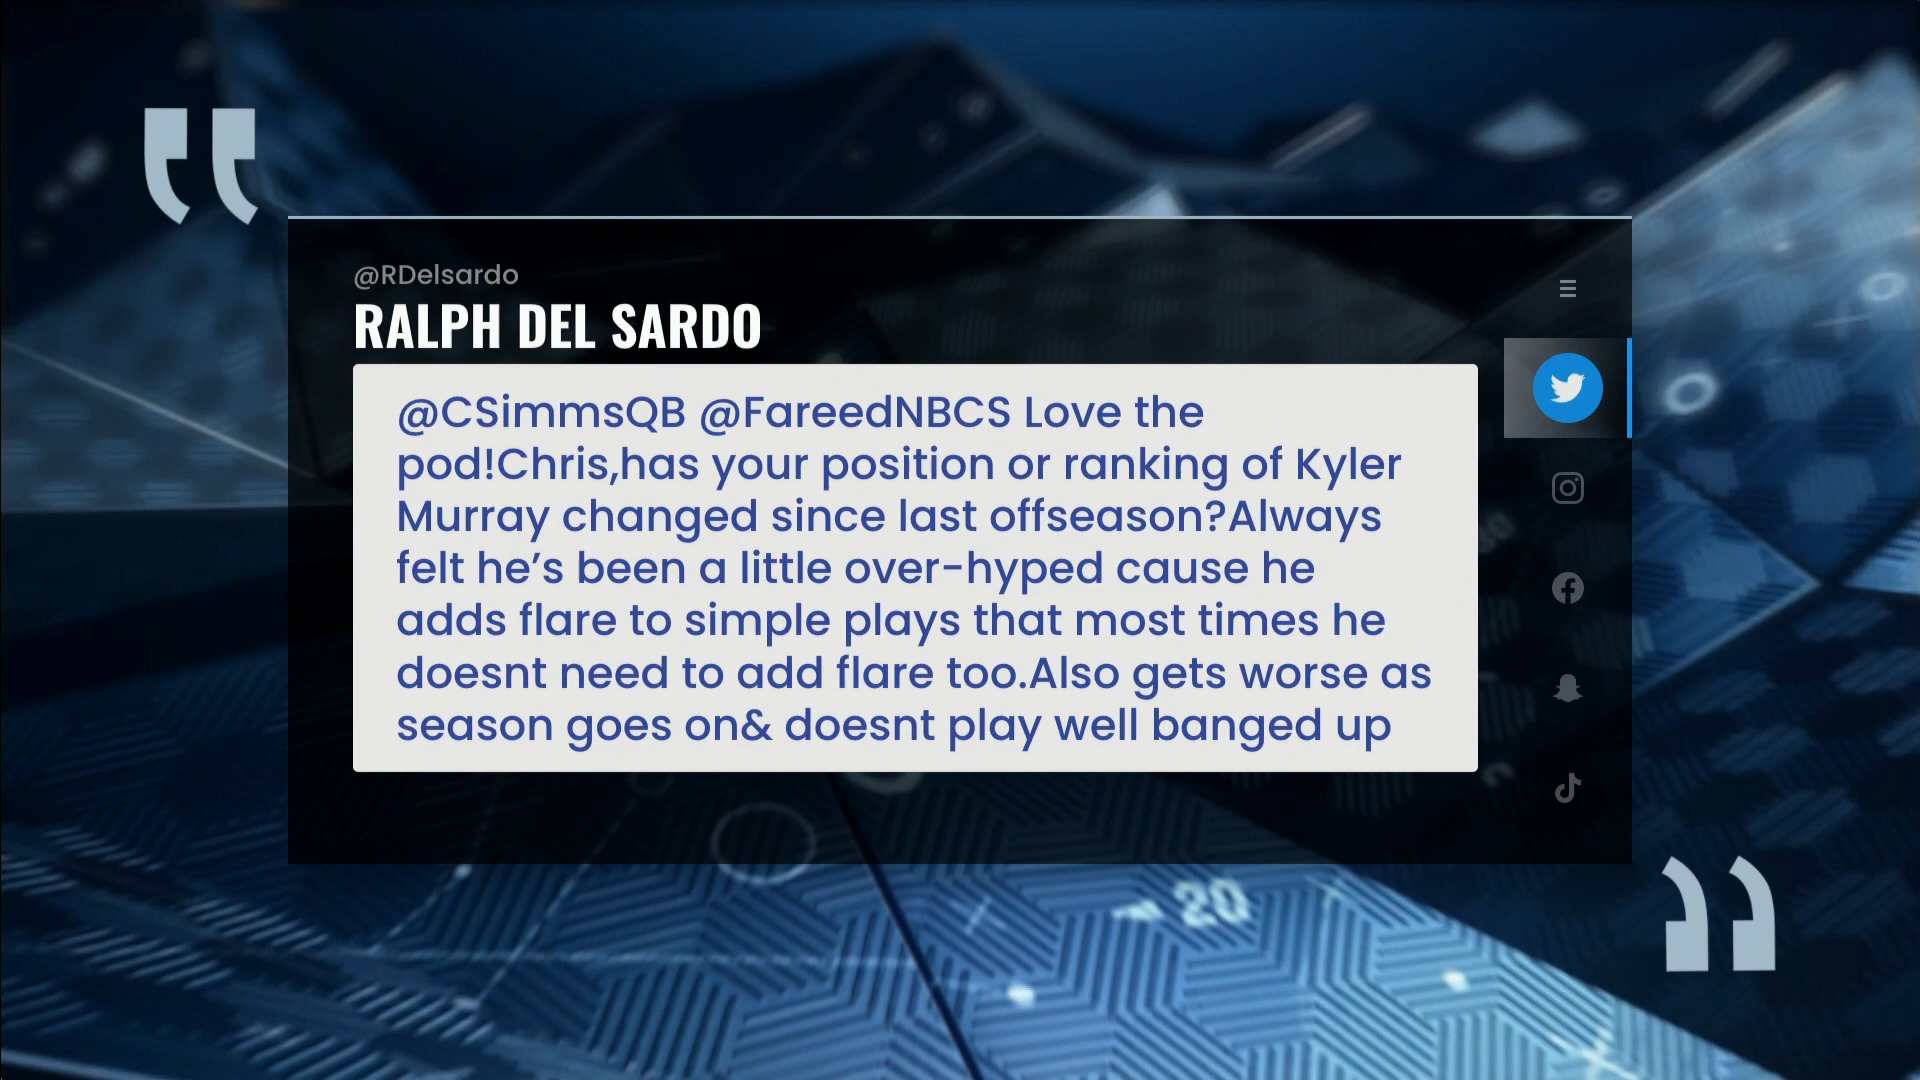 @RDelsardo
RALPH DEL SARDO
@CSimmsQB @FareedNBCS Love the
pod!Chris,has your position or ranking of Kyler
Murray changed since last offseason?Always
felt he’s been a little over-hyped cause he
adds flare to simple plays that most times he
doesnt need to add flare too.Also gets worse as
season goes on& doesnt play well banged up
20